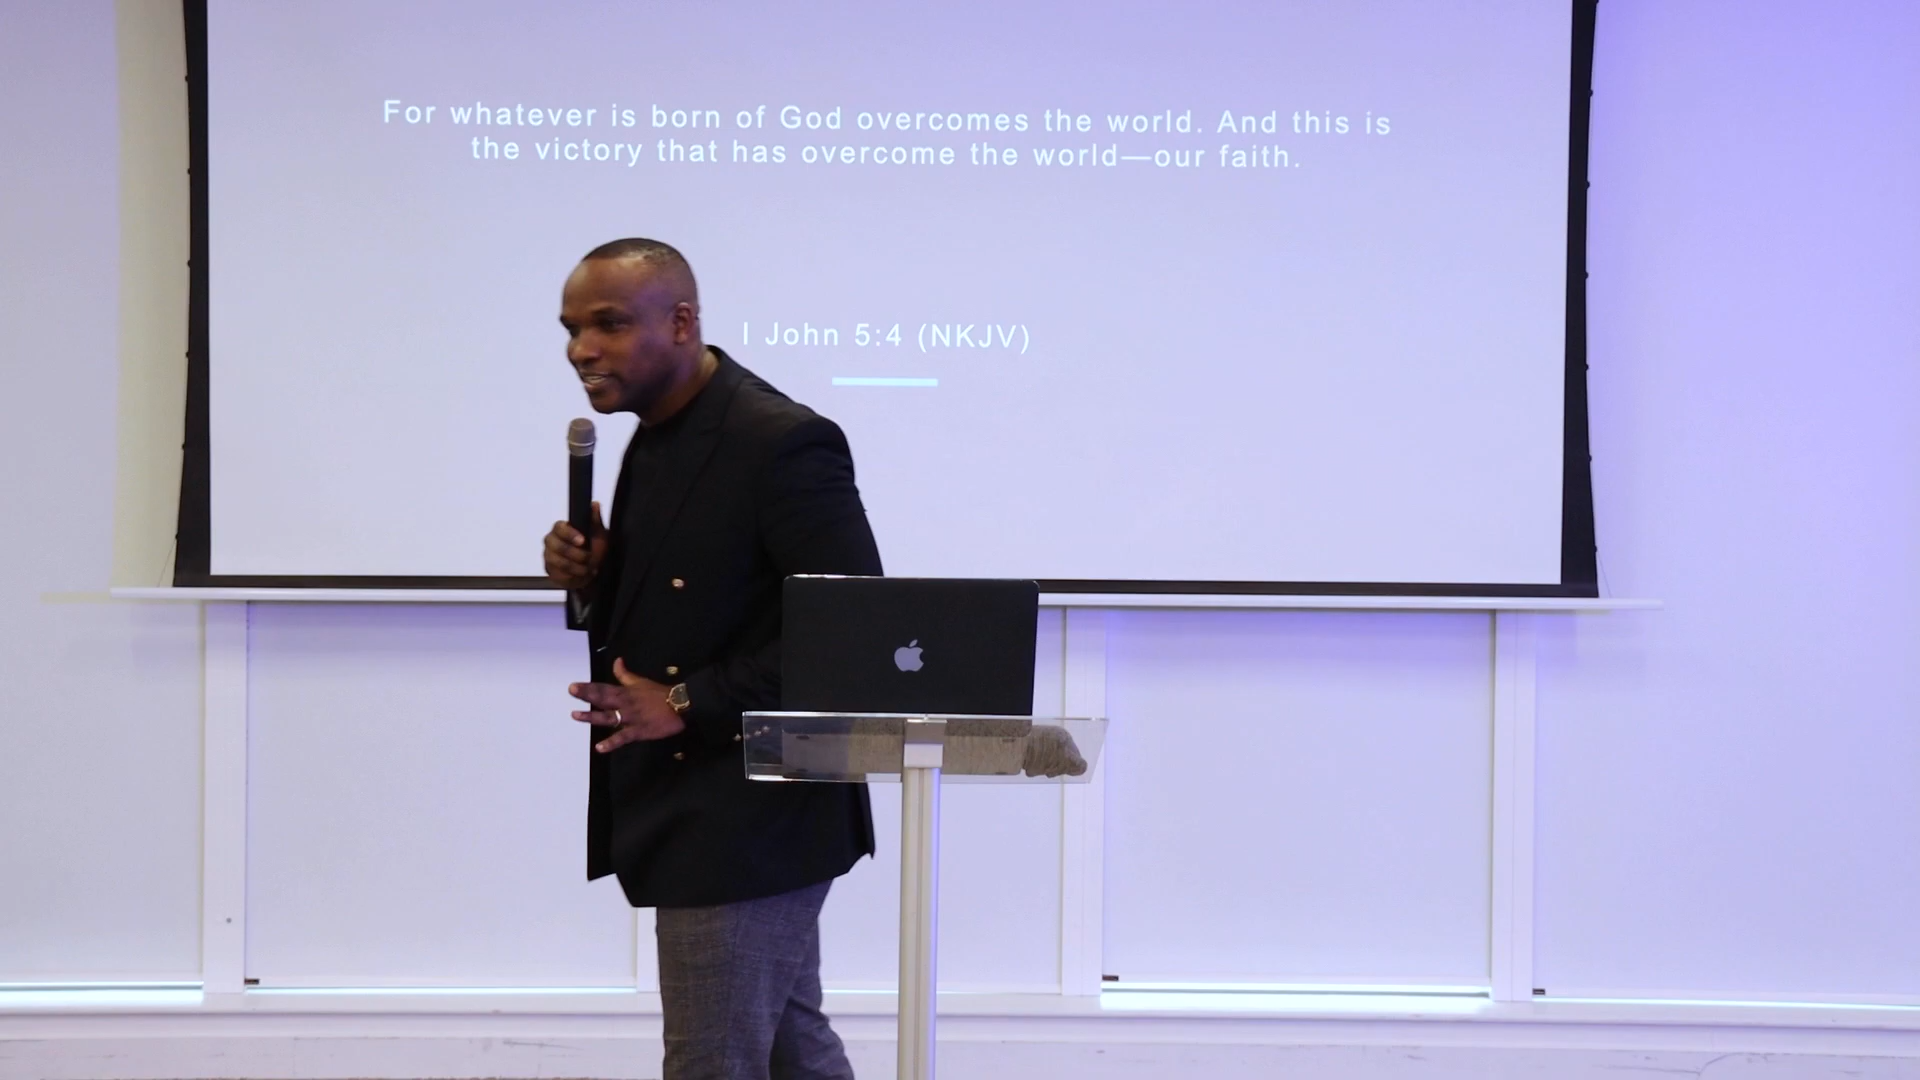 For whatever is born of God overcomes the world. And this is
the victory that has overcome the world—our faith.
I John 5:4 (NKJV)